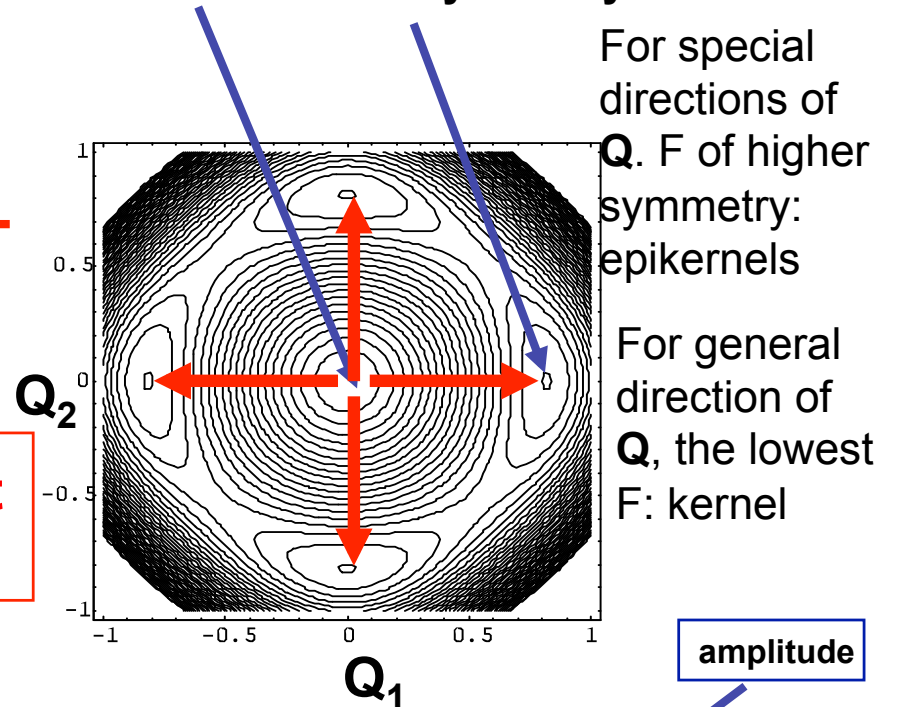 For special
directions of
Q. F of higher
symmetry:
epikernels
For general
direction of
Q, the lowest
F: kernel
1
0.5
0
-0.5
-1
Q2
-1
-0.5
0
0.5
1
Q1
amplitude